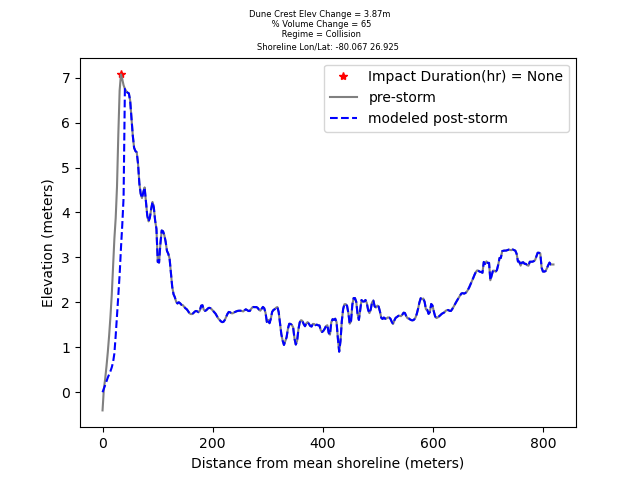 Dune Crest Elev Change = 3.87m
% Volume Change = 65
Regime = Collision
Shoreline Lon/Lat: -80.067 26.925
Impact Duration(hr) = None
pre-storm
modeled post-storm
Elevation (meters)
7
6
5
4
3
2
1
0
0 200 400 600 800
Distance from mean shoreline (meters)